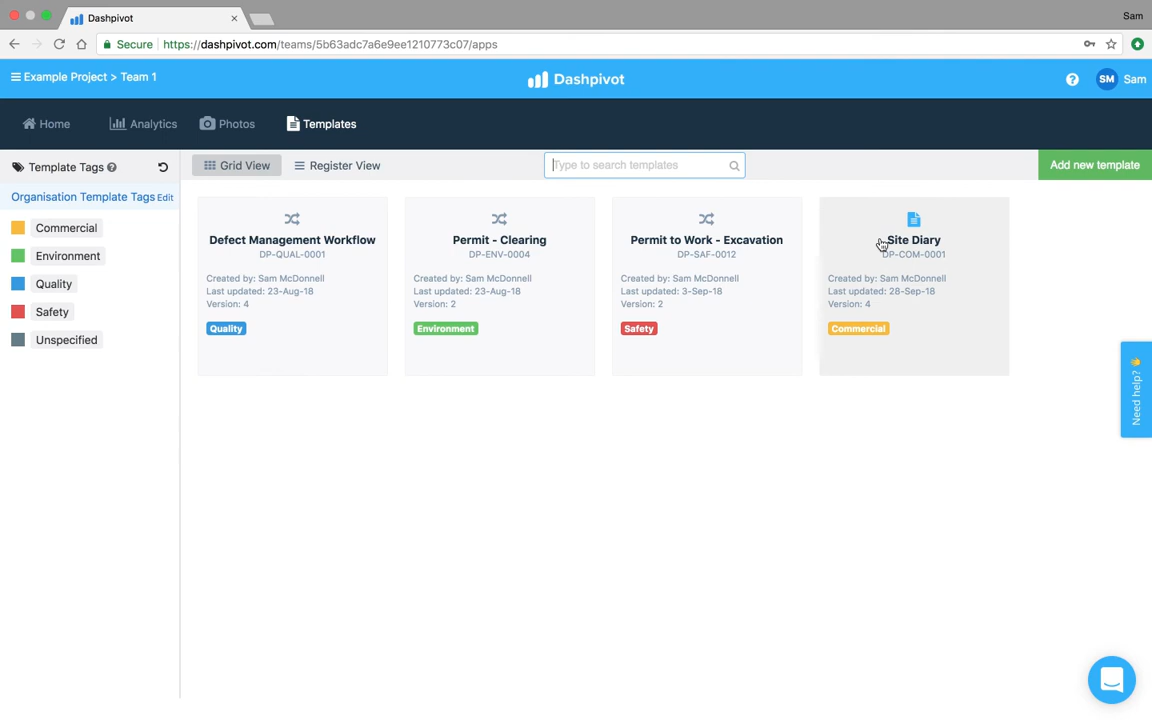 Dashpivot
Sam
Secure https://dashpivot.com/teams/5b63adc7a6e9ee1210773c07/apps
Example Project > Team 1
Dashpivot
SM Sam
Home
Analytics
Photos
Templates
Template Tags
Grid View
Register View
Type to search templates
Add new template
Organisation Template Tags Edit
Commercial
Environment
Quality
Safety
Unspecified
Defect Management Workflow
DP-QUAL-0001
Created by: Sam McDonnell
Last updated: 23-Aug-18
Version: 4
Quality
Permit - Clearing
DP-ENV-0004
Created by: Sam McDonnell
Last updated: 23-Aug-18
Version: 2
Environment
Permit to Work - Excavation
DP-SAF-0012
Created by: Sam McDonnell
Last updated: 3-Sep-18
Version: 2
Safety
Site Diary
DP-COM-0001
Created by: Sam McDonnell
Last updated: 28-Sep-18
Version: 4
Commercial
Need help?